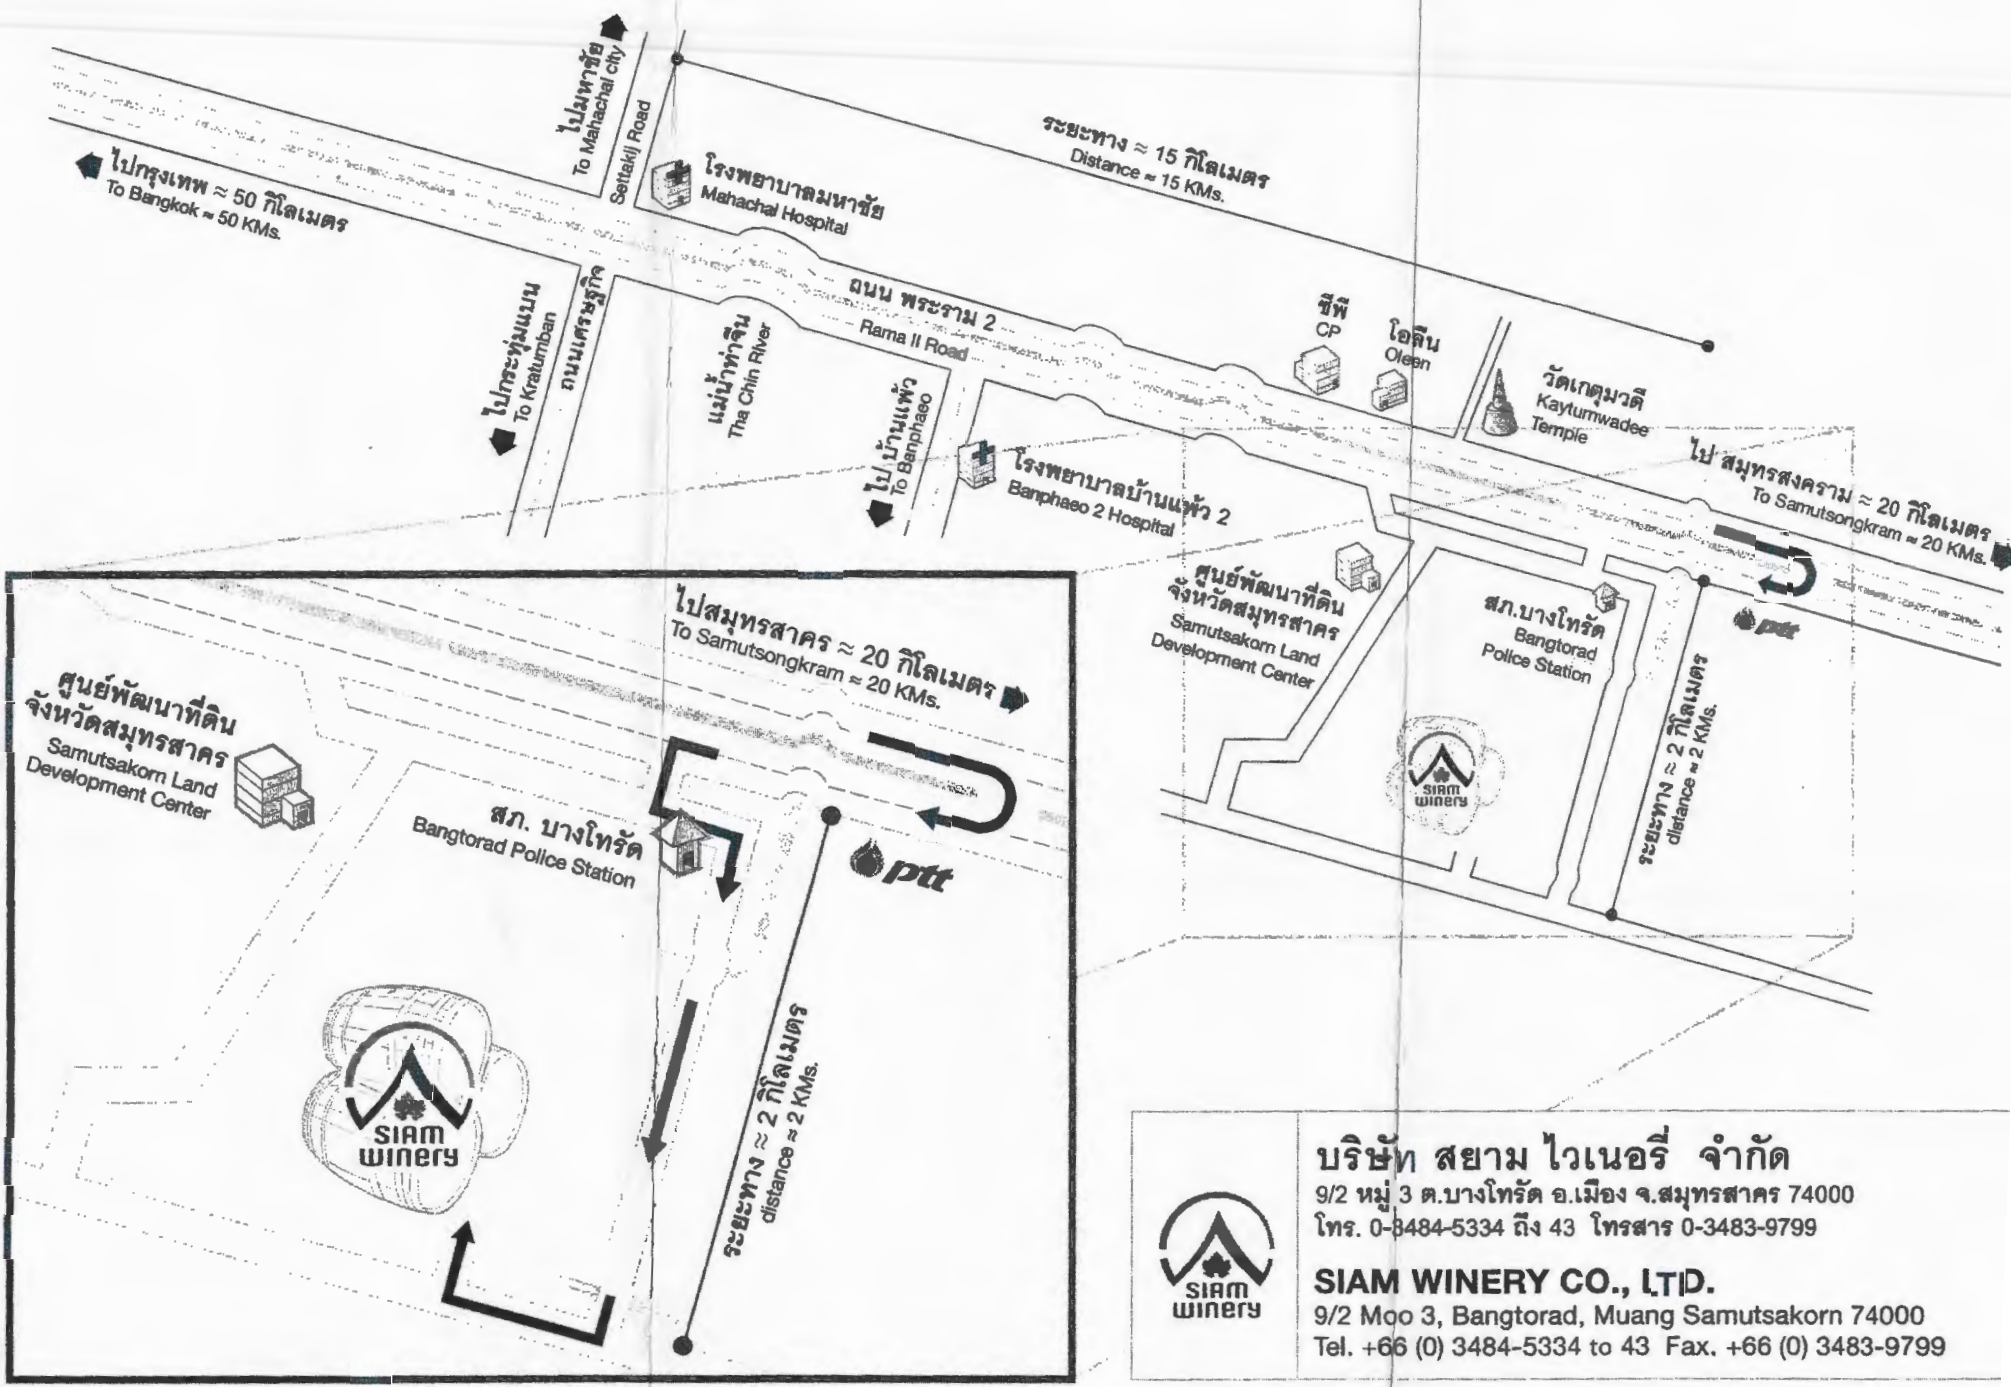 ไปมหาชัย
To Mahachai city
Settakij Road
ไปกรุงเทพ ≈ 50 กิโลเมตร
To Bangkok ≈ 50 KMs.
โรงพยาบาลมหาชัย
Mahachai Hospital
ระยะทาง ≈ 15 กิโลเมตร
Distance ≈ 15 KMs.
ไปกระทุ่มแบน
To Kratumban
ถนนเศรษฐกิจ
แม่น้ำท่าจีน
Tha Chin River
ถนน พระราม 2
Rama II Road
ไป บ้านแพ้ว
To Banphaeo
โรงพยาบาลบ้านแพ้ว 2
Banphaeo 2 Hospital
ซีพี
CP
โอลีน
Oleen
วัดเกตุมวดี
Kaytumwadee
Temple
ไป สมุทรสงคราม ≈ 20 กิโลเมตร
To Samutsongkram ≈ 20 KMs.
ศูนย์พัฒนาที่ดิน
จังหวัดสมุทรสาคร
Samutsakorn Land
Development Center
สภ.บางโทรัด
Bangtorad
Police Station
ptt
ระยะทาง ≈ 2 กิโลเมตร
distance ≈ 2 KMs.
SIAM
winery
ไปสมุทรสาคร ≈ 20 กิโลเมตร
To Samutsongkram ≈ 20 KMs.
ศูนย์พัฒนาที่ดิน
จังหวัดสมุทรสาคร
Samutsakorn Land
Development Center
สภ. บางโทรัด
Bangtorad Police Station
ptt
ระยะทาง ≈ 2 กิโลเมตร
distance ≈ 2 KMs.
SIAM
winery
SIAM
winery
บริษัท สยาม ไวเนอรี่ จำกัด
9/2 หมู่ 3 ต.บางโทรัด อ.เมือง จ.สมุทรสาคร 74000
โทร. 0-3484-5334 ถึง 43 โทรสาร 0-3483-9799
SIAM WINERY CO., LTD.
9/2 Moo 3, Bangtorad, Muang Samutsakorn 74000
Tel. +66 (0) 3484-5334 to 43 Fax. +66 (0) 3483-9799